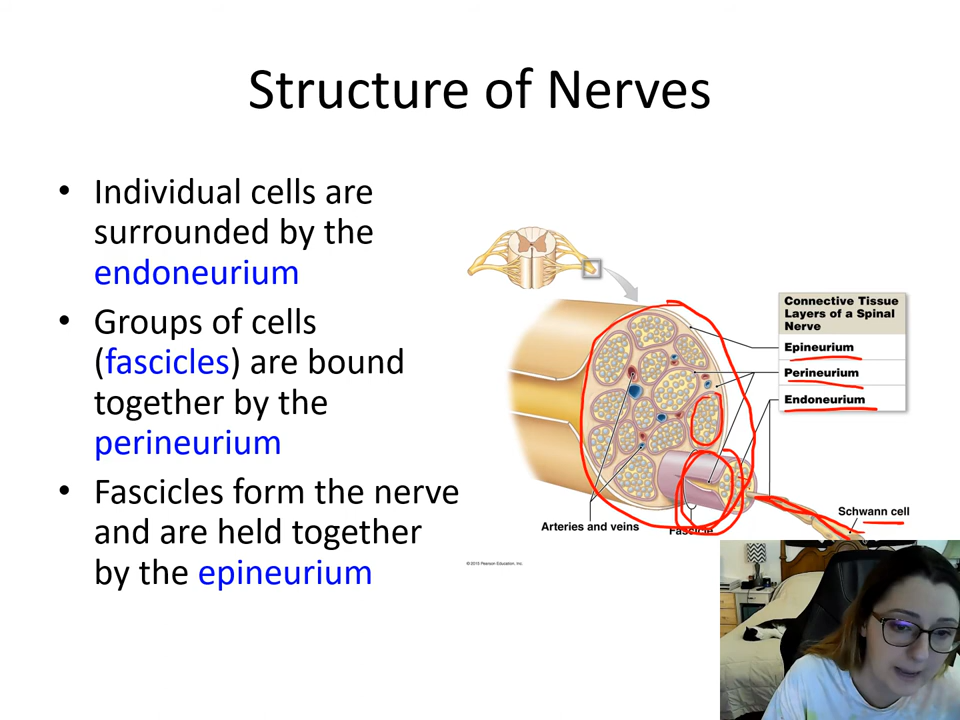 Structure of Nerves
• Individual cells are
surrounded by the
endoneurium
• Groups of cells
(fascicles) are bound
together by the
perineurium
• Fascicles form the nerve
and are held together
by the epineurium
Connective Tissue
Layers of a Spinal
Nerve
Epineurium
Perineurium
Endoneurium
Schwann cell
Arteries and veins
Fascicle
© 2013 Pearson Education, Inc.